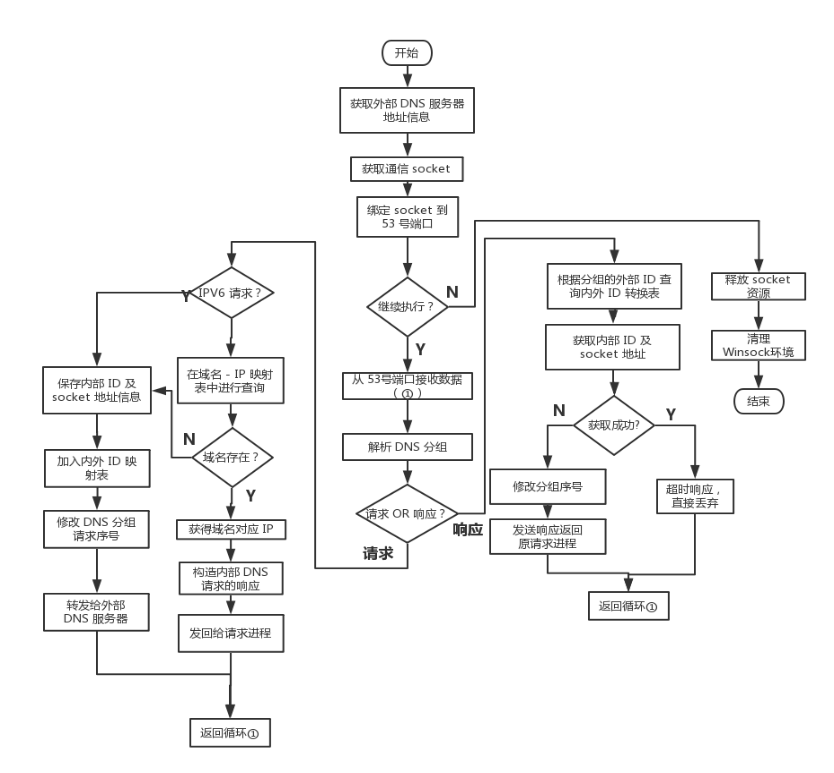 开始
获取外部 DNS 服务器
地址信息
获取通信 socket
绑定 socket 到
53 号端口
继续执行？
N
Y
从 53号端口接收数据
（ ① ）
解析 DNS 分组
请求 OR 响应？
请求
响应
IPV6 请求？
Y
在域名 - IP 映射
表中进行查询
域名存在？
N
Y
获得域名对应 IP
构造内部 DNS
请求的响应
发回给请求进程
保存内部 ID 及
socket 地址信息
加入内外 ID 映
射表
修改 DNS 分组
请求序号
转发给外部
DNS 服务器
返回循环①
根据分组的外部 ID 查
询内外 ID 转换表
获取内部 ID 及
socket 地址
获取成功?
N
Y
修改分组序号
发送响应返回
原请求进程
超时响应，
直接丢弃
返回循环①
释放 socket
资源
清理
Winsock环境
结束